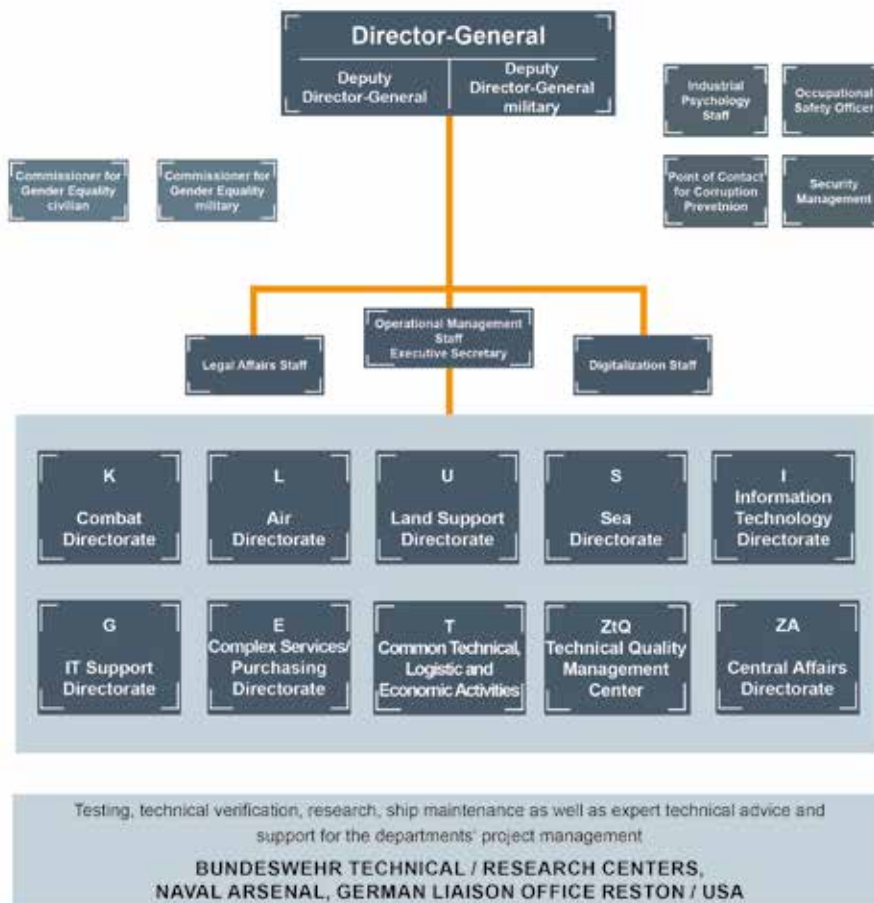 Director-General
Deputy
Director-General
Deputy
Director-General
military
Industrial
Psychology
Staff
Occupational
Safety Officer
Commissioner for
Gender Equality
civilian
Commissioner for
Gender Equality
military
Point of Contact
for Corruption
Prevetnion
Security
Management
Legal Affairs Staff
Operational Management
Staff
Executive Secretary
Digitalization Staff
K
Combat
Directorate
L
Air
Directorate
U
Land Support
Directorate
S
Sea
Directorate
I
Information
Technology
Directorate
G
IT Support
Directorate
E
Complex Services/
Purchasing
Directorate
T
Common Technical,
Logistic and
Economic Activities
ZtQ
Technical Quality
Management
Center
ZA
Central Affairs
Directorate
Testing, technical verification, research, ship maintenance as well as expert technical advice and
support for the departments' project management
BUNDESWEHR TECHNICAL / RESEARCH CENTERS,
NAVAL ARSENAL, GERMAN LIAISON OFFICE RESTON / USA